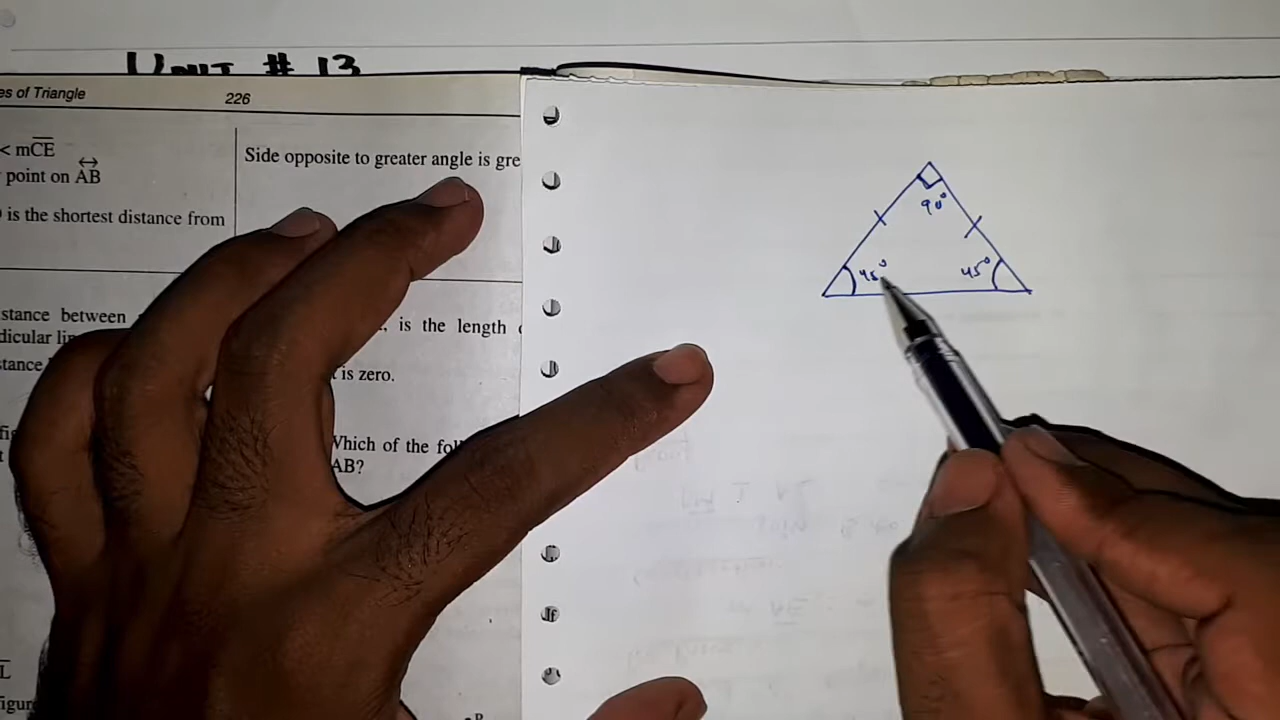 Unit # 13
es of Triangle 226
< mCE
point on AB
is the shortest distance from
Side opposite to greater angle is gre
stance between
, is the length
dicular lin
stance
is zero.
Which of the fol
AB?
L
figur
P
90°
45° 45°